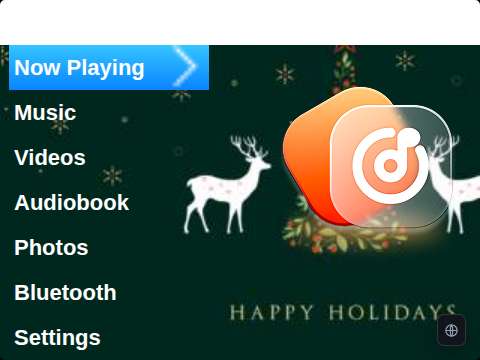 Now Playing
Music
Videos
Audiobook
Photos
Bluetooth
HAPPY HOLIDAYS
Settings